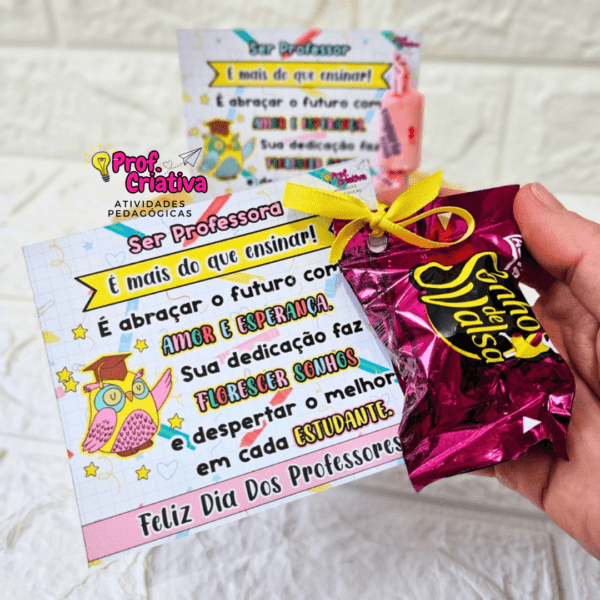 Ser Professor
É mais do que ensinar!
É abraçar o futuro com
AMOR E ESPERANÇA.
Sua dedicação faz
Prof.
Criativa
ATIVIDADES
PEDAGÓGICAS
Ser Professora
É mais do que ensinar!
É abraçar o futuro com
AMOR E ESPERANÇA.
Sua dedicação faz
FLORESCER SONHOS
e despertar o melhor
em cada ESTUDANTE.
Feliz Dia Dos Professores
Sonho
de
Valsa